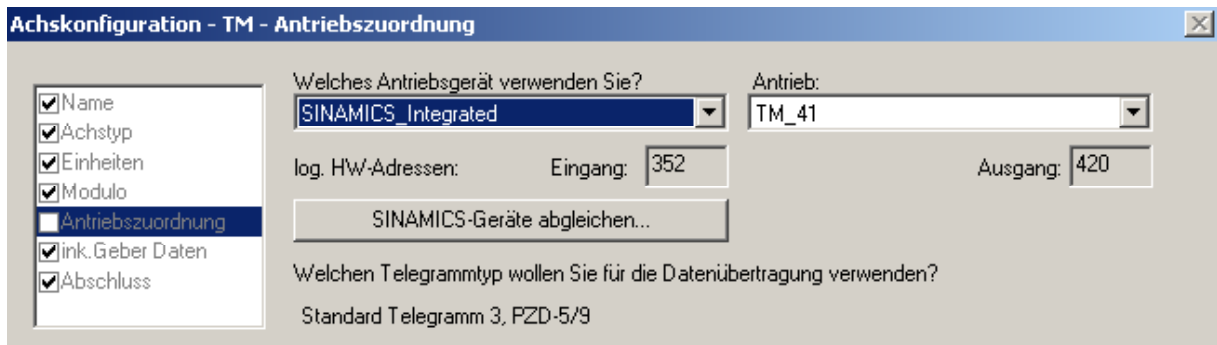 Achskonfiguration - TM - Antriebszuordnung
Name
Achstyp
Einheiten
Modulo
Antriebszuordnung
ink.Geber Daten
Abschluss
Welches Antriebsgerät verwenden Sie?
Antrieb:
SINAMICS_Integrated
TM_41
log. HW-Adressen:
Eingang: 352
Ausgang: 420
SINAMICS-Geräte abgleichen...
Welchen Telegrammtyp wollen Sie für die Datenübertragung verwenden?
Standard Telegramm 3, PZD-5/9